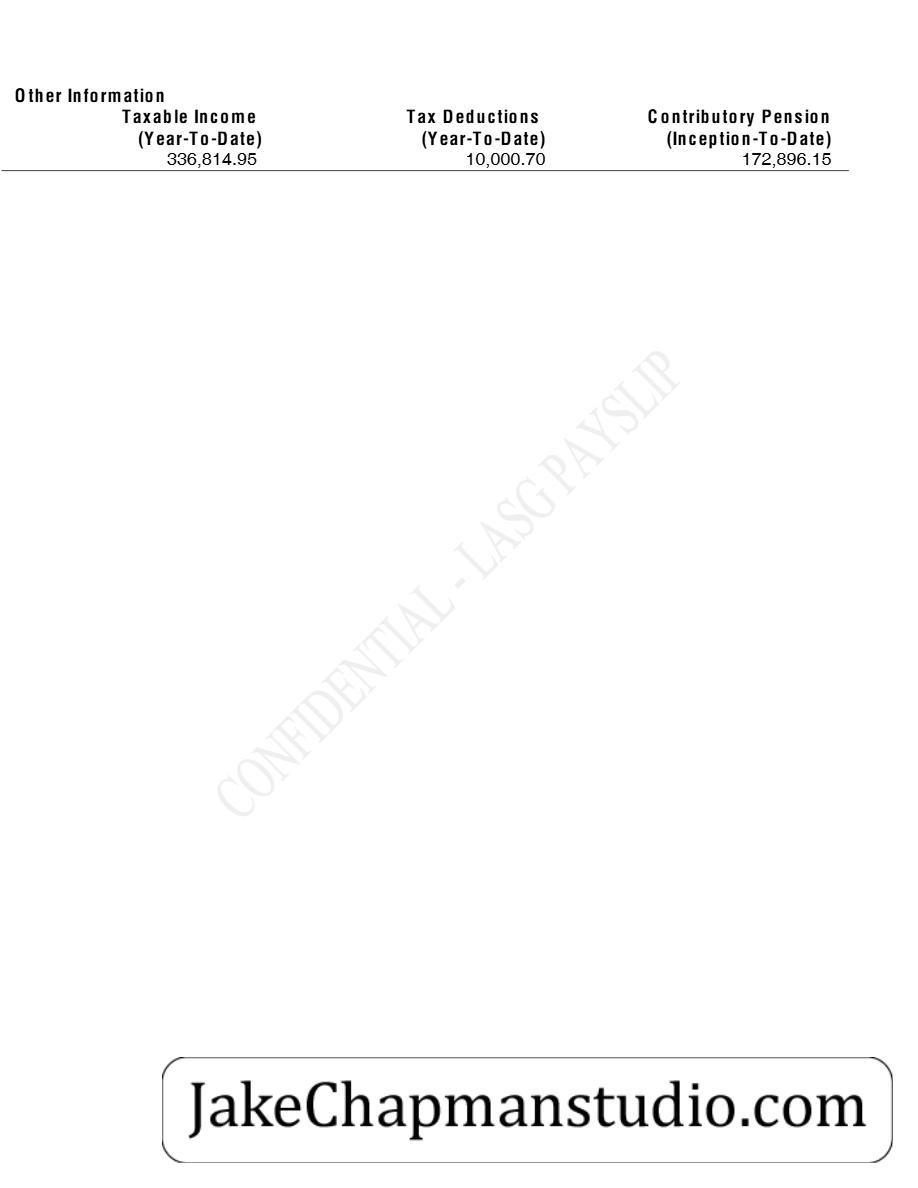 Other Information
Taxable Income Tax Deductions Contributory Pension
(Year-To-Date) (Year-To-Date) (Inception-To-Date)
336,814.95 10,000.70 172,896.15
CONFIDENTIAL - LASG PAYSLIP
JakeChapmanstudio.com